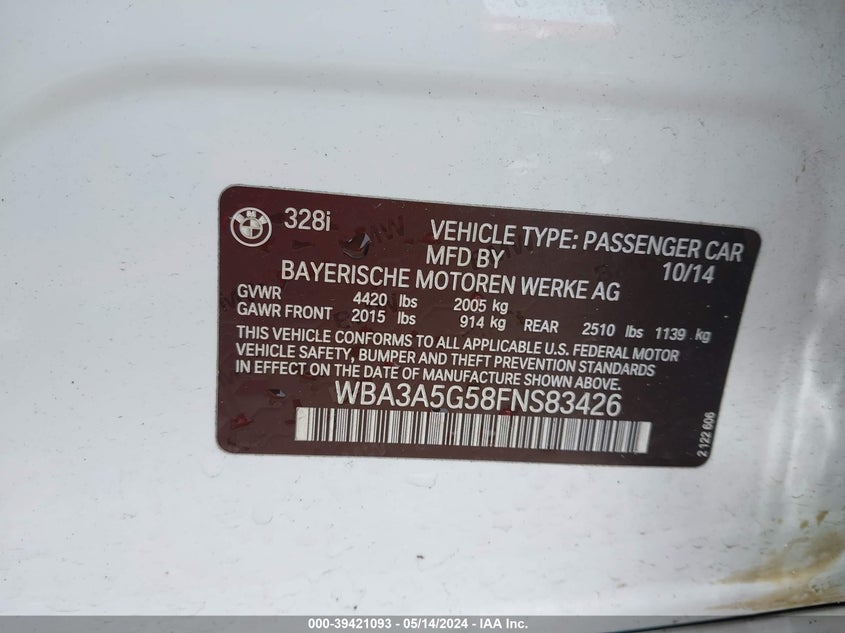 328i
VEHICLE TYPE: PASSENGER CAR
MFD BY 10/14
BAYERISCHE MOTOREN WERKE AG
GVWR 4420 lbs 2005 kg
GAWR FRONT 2015 lbs 914 kg REAR 2510 lbs 1139 kg
THIS VEHICLE CONFORMS TO ALL APPLICABLE U.S. FEDERAL MOTOR
VEHICLE SAFETY, BUMPER AND THEFT PREVENTION STANDARDS
IN EFFECT ON THE DATE OF MANUFACTURE SHOWN ABOVE.
WBA3A5G58FNS83426
2 122 606
000-39421093 - 05/14/2024 - IAA Inc.